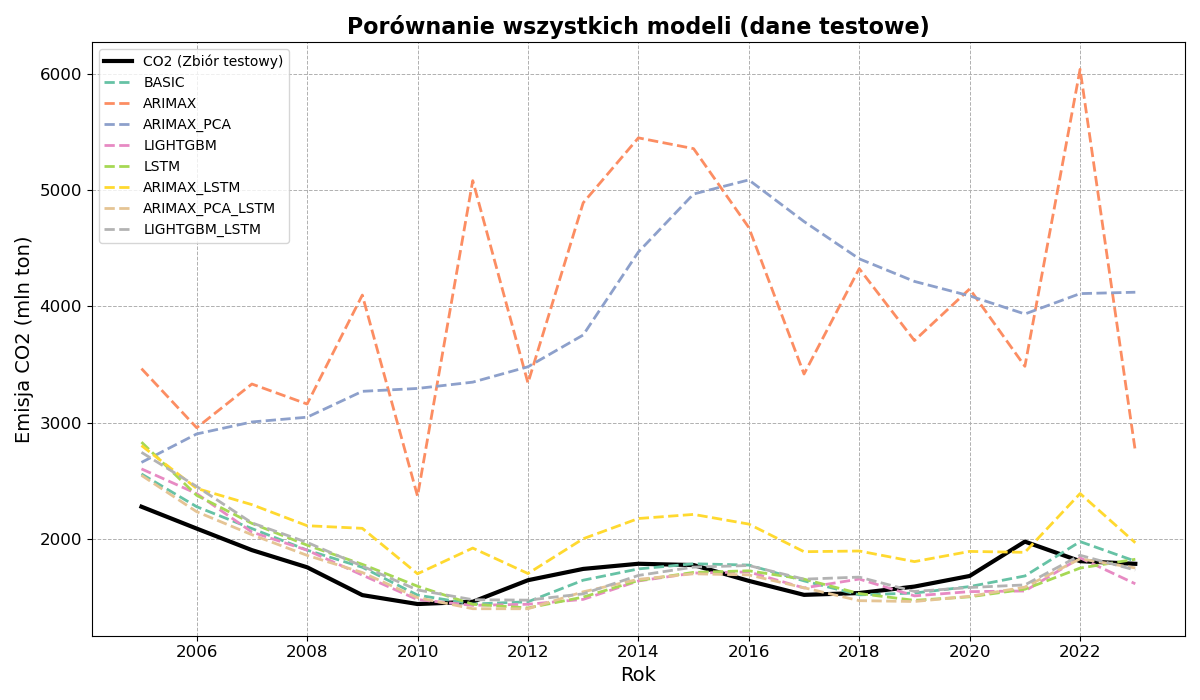 Porównanie wszystkich modeli (dane testowe)
CO2 (Zbiór testowy)
BASIC
ARIMAX
ARIMAX_PCA
LIGHTGBM
LSTM
ARIMAX_LSTM
ARIMAX_PCA_LSTM
LIGHTGBM_LSTM
Emisja CO2 (mln ton)
6000
5000
4000
3000
2000
2006 2008 2010 2012 2014 2016 2018 2020 2022
Rok